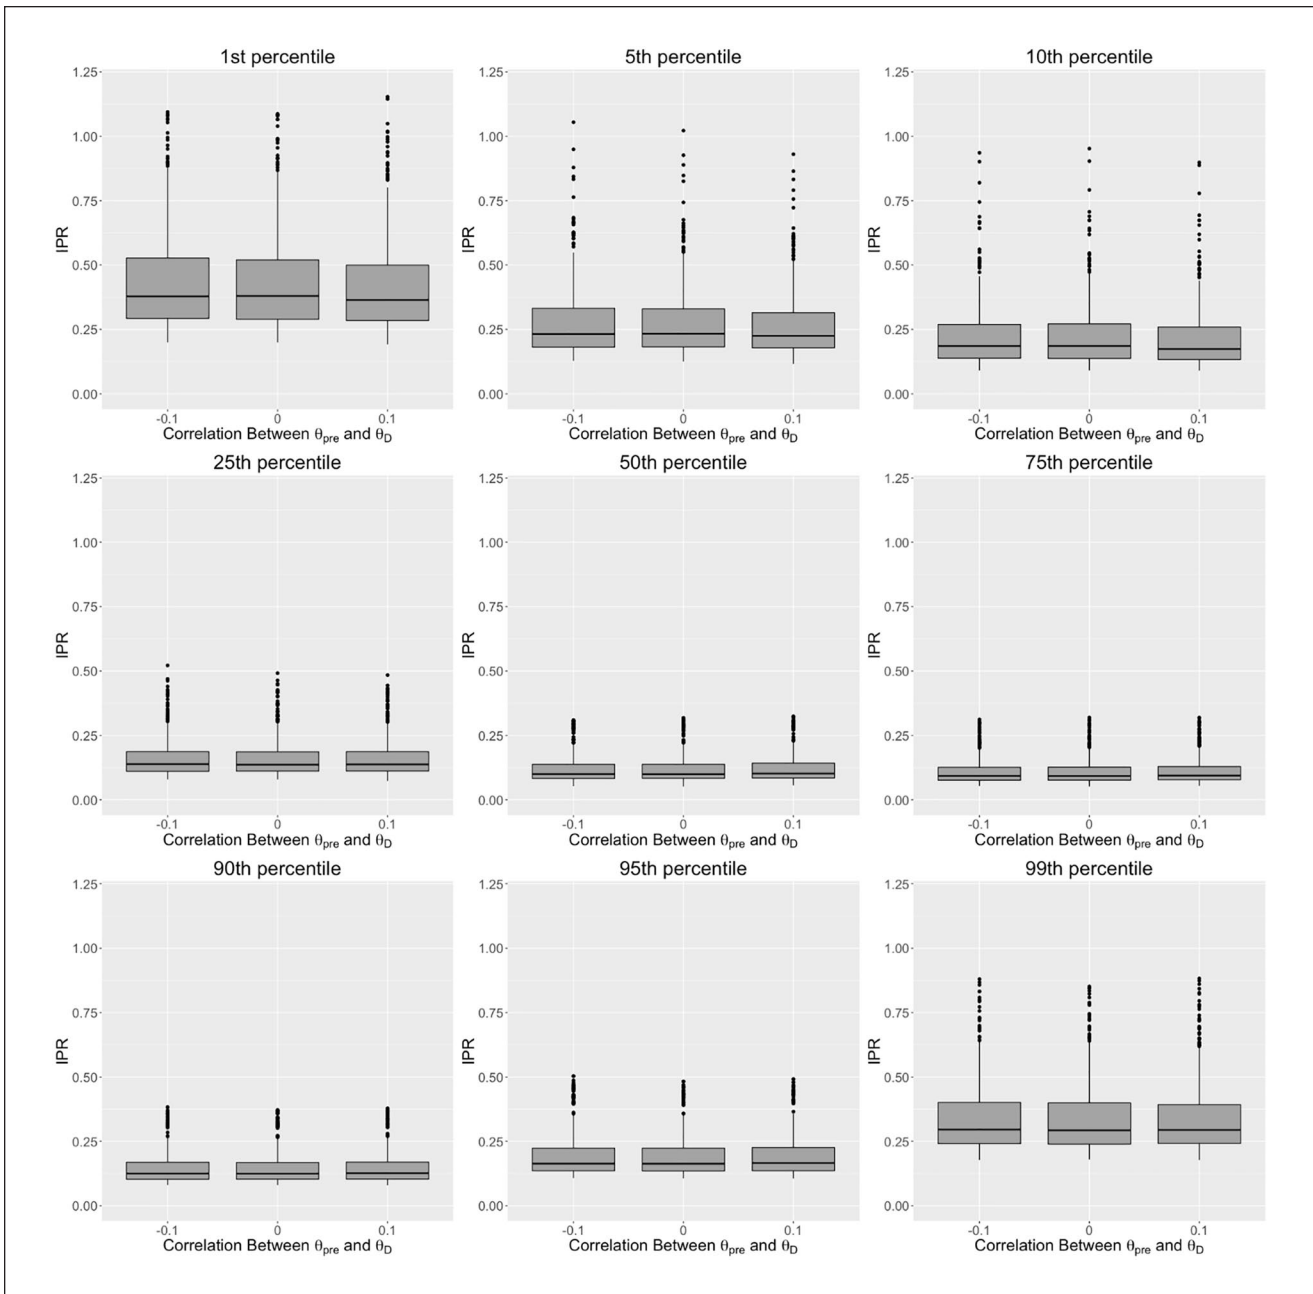 1st percentile
1.25
1.00
0.75
0.50
0.25
0.00
IPR
-0.1 0 0.1
Correlation Between θpre and θD
5th percentile
1.25
1.00
0.75
0.50
0.25
0.00
IPR
-0.1 0 0.1
Correlation Between θpre and θD
10th percentile
1.25
1.00
0.75
0.50
0.25
0.00
IPR
-0.1 0 0.1
Correlation Between θpre and θD
25th percentile
1.25
1.00
0.75
0.50
0.25
0.00
IPR
-0.1 0 0.1
Correlation Between θpre and θD
50th percentile
1.25
1.00
0.75
0.50
0.25
0.00
IPR
-0.1 0 0.1
Correlation Between θpre and θD
75th percentile
1.25
1.00
0.75
0.50
0.25
0.00
IPR
-0.1 0 0.1
Correlation Between θpre and θD
90th percentile
1.25
1.00
0.75
0.50
0.25
0.00
IPR
-0.1 0 0.1
Correlation Between θpre and θD
95th percentile
1.25
1.00
0.75
0.50
0.25
0.00
IPR
-0.1 0 0.1
Correlation Between θpre and θD
99th percentile
1.25
1.00
0.75
0.50
0.25
0.00
IPR
-0.1 0 0.1
Correlation Between θpre and θD